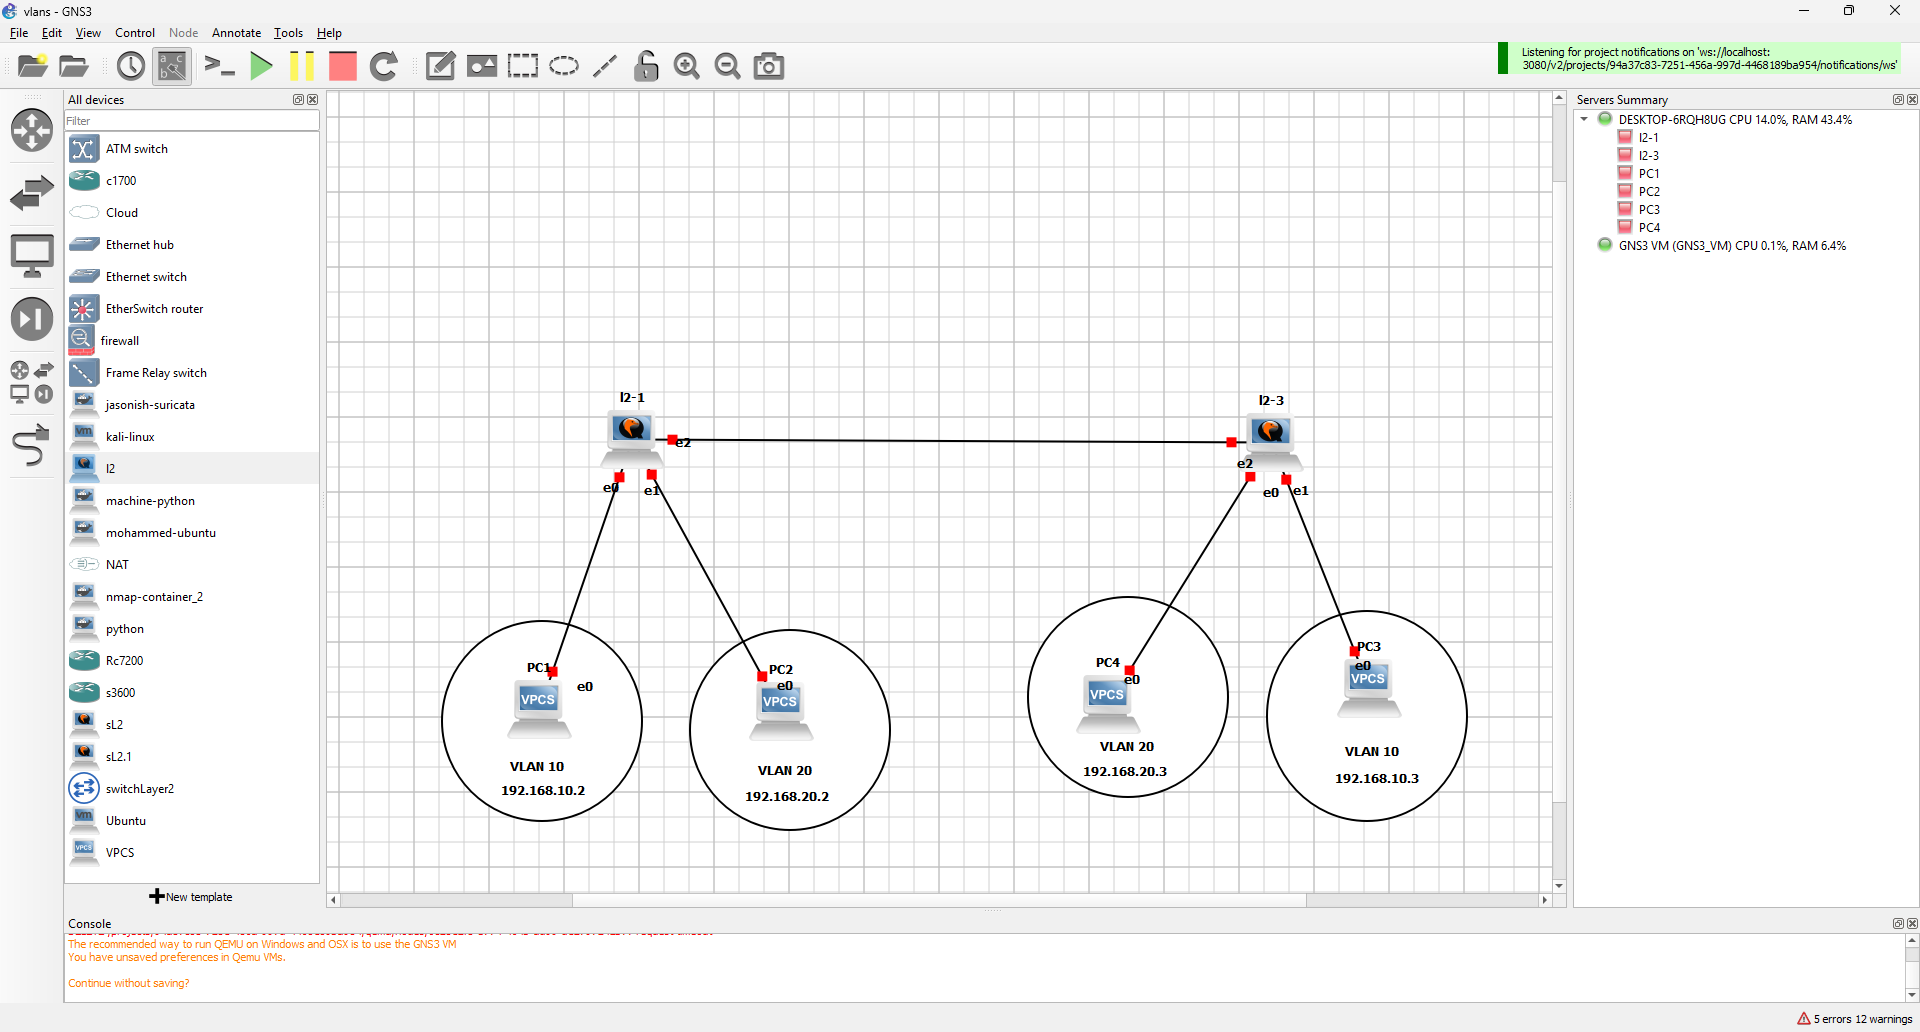 vlans - GNS3
File Edit View Control Node Annotate Tools Help
Listening for project notifications on 'ws://localhost:
3080/v2/projects/94a37c83-7251-456a-997d-4468189ba954/notifications/ws'
All devices
Filter
ATM switch
c1700
Cloud
Ethernet hub
Ethernet switch
EtherSwitch router
firewall
Frame Relay switch
jasonish-suricata
kali-linux
l2
machine-python
mohammed-ubuntu
NAT
nmap-container_2
python
Rc7200
s3600
sL2
sL2.1
switchLayer2
Ubuntu
VPCS
New template
l2-1
e2
e0
e1
l2-3
e2
e0
e1
PC1
e0
VPCS
VLAN 10
192.168.10.2
PC2
e0
VPCS
VLAN 20
192.168.20.2
PC4
e0
VPCS
VLAN 20
192.168.20.3
PC3
e0
VPCS
VLAN 10
192.168.10.3
Servers Summary
DESKTOP-6RQH8UG CPU 14.0%, RAM 43.4%
l2-1
l2-3
PC1
PC2
PC3
PC4
GNS3 VM (GNS3_VM) CPU 0.1%, RAM 6.4%
Console
The recommended way to run QEMU on Windows and OSX is to use the GNS3 VM
You have unsaved preferences in Qemu VMs.
Continue without saving?
5 errors 12 warnings